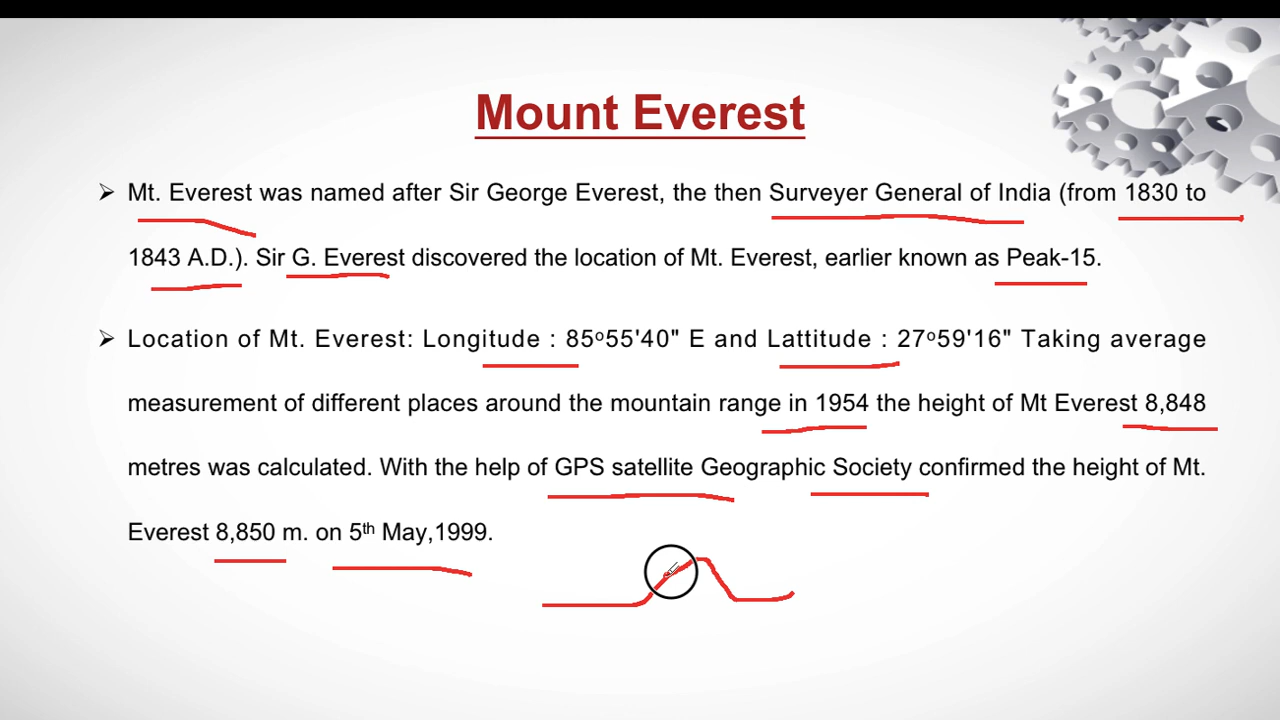 Mount Everest
➢ Mt. Everest was named after Sir George Everest, the then Surveyer General of India (from 1830 to
1843 A.D.). Sir G. Everest discovered the location of Mt. Everest, earlier known as Peak-15.
➢ Location of Mt. Everest: Longitude : 85º55'40" E and Lattitude : 27º59'16" Taking average
measurement of different places around the mountain range in 1954 the height of Mt Everest 8,848
metres was calculated. With the help of GPS satellite Geographic Society confirmed the height of Mt.
Everest 8,850 m. on 5th May,1999.